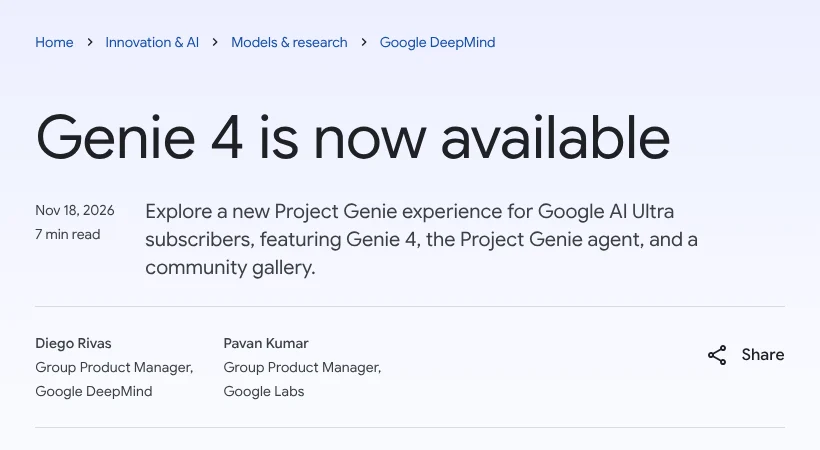 Home > Innovation & AI > Models & research > Google DeepMind
Genie 4 is now available
Nov 18, 2026
7 min read
Explore a new Project Genie experience for Google AI Ultra
subscribers, featuring Genie 4, the Project Genie agent, and a
community gallery.
Diego Rivas
Group Product Manager,
Google DeepMind
Pavan Kumar
Group Product Manager,
Google Labs
Share